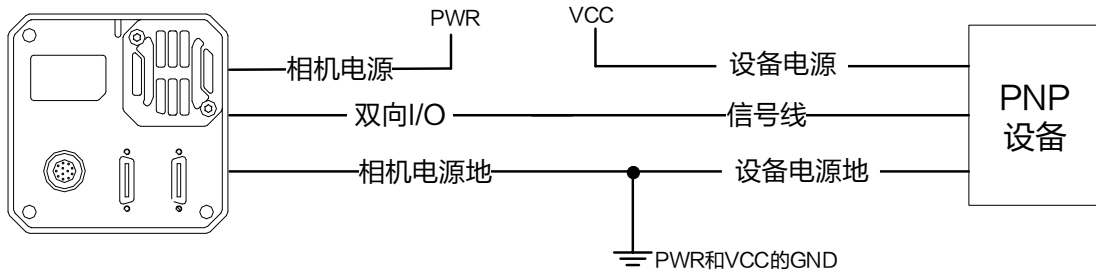 PWR
VCC
相机电源
设备电源
双向I/O
信号线
PNP
设备
相机电源地
设备电源地
PWR和VCC的GND